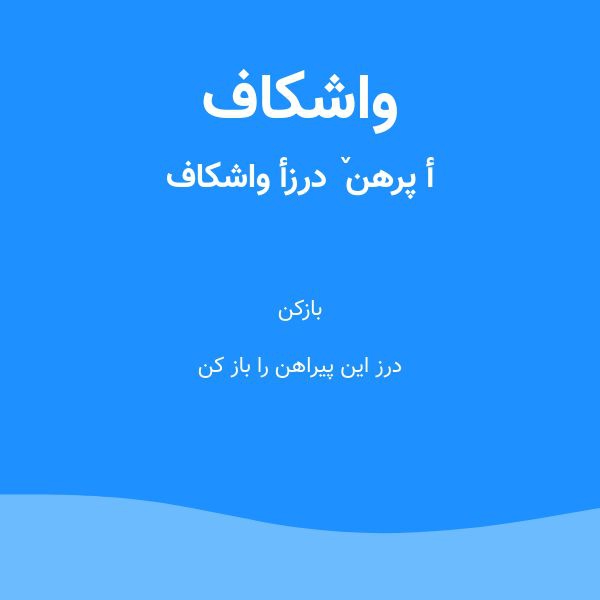 واشکاف
أ پرهنˇ درزأ واشکاف
بازکن
درز این پیراهن را باز کن